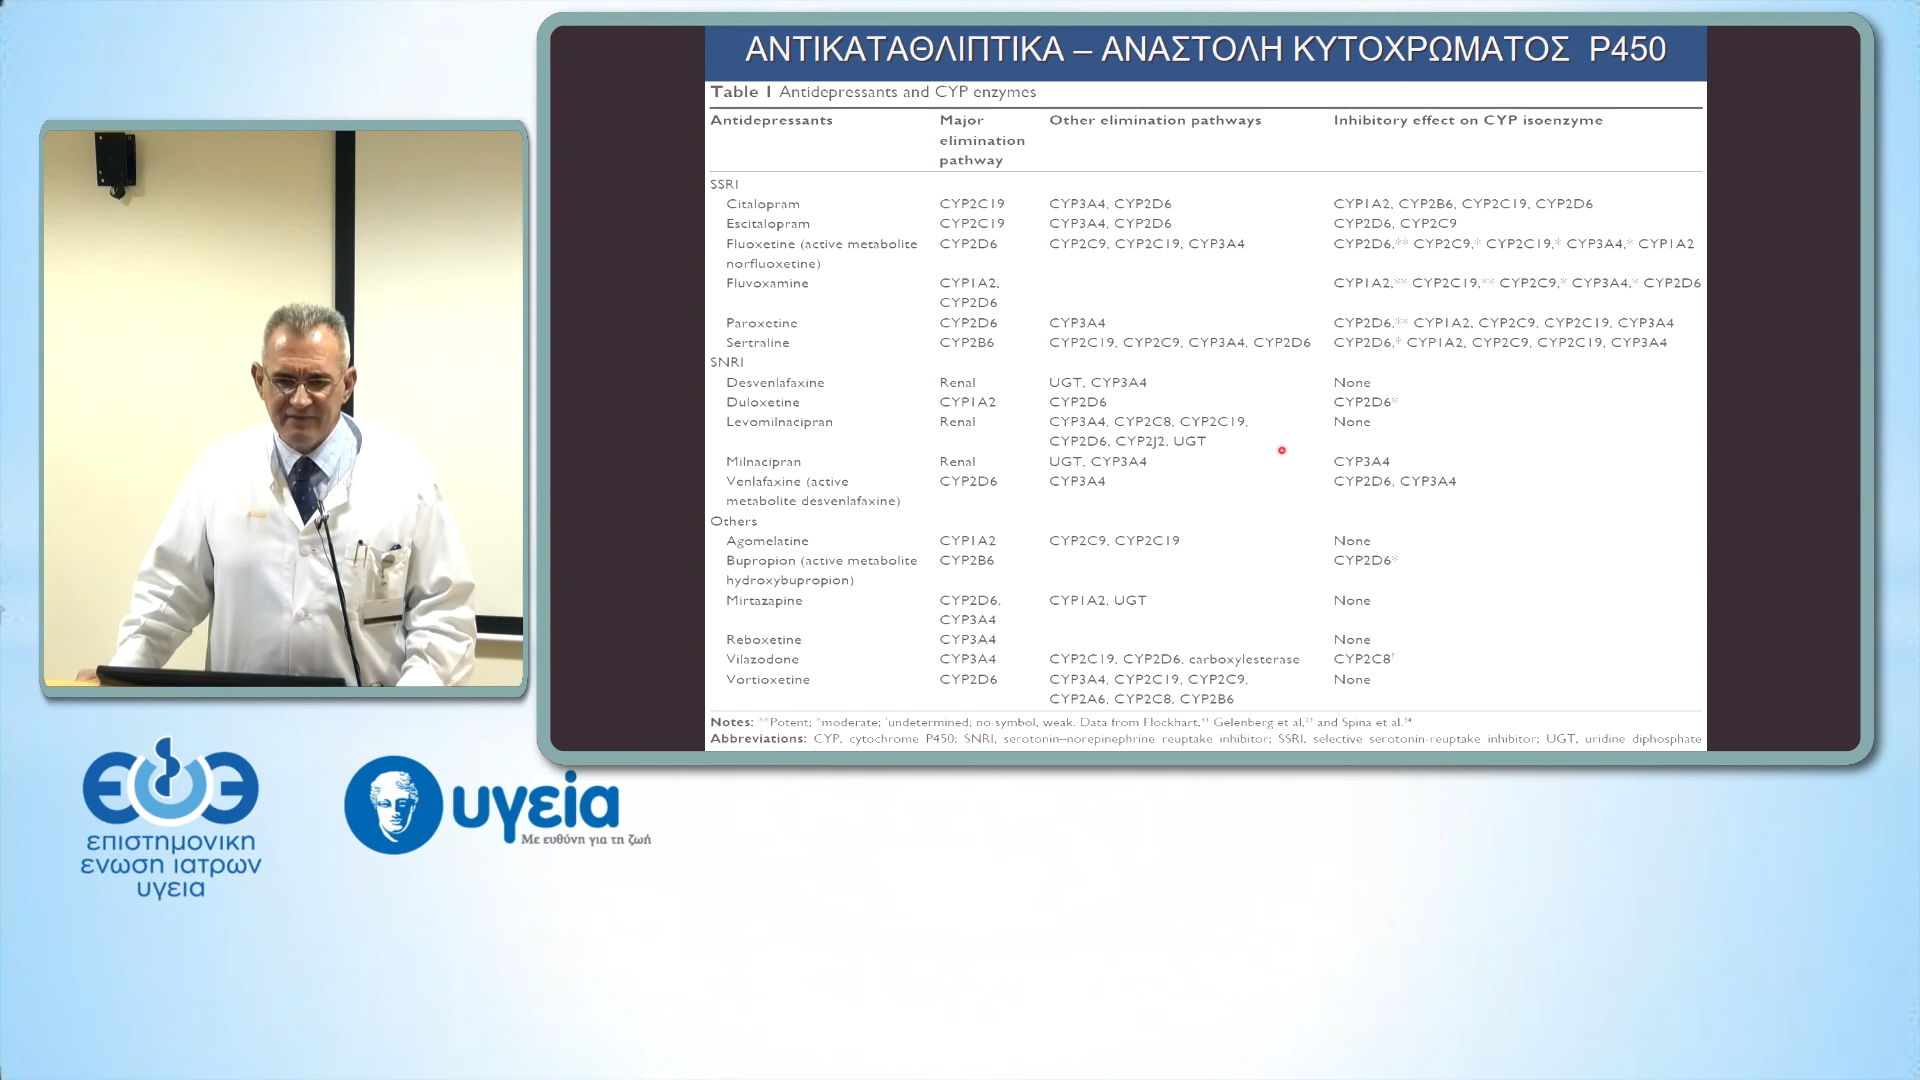 ΑΝΤΙΚΑΤΑΘΛΙΠΤΙΚΑ – ΑΝΑΣΤΟΛΗ ΚΥΤΟΧΡΩΜΑΤΟΣ P450
Table 1 Antidepressants and CYP enzymes
Antidepressants Major elimination pathway Other elimination pathways Inhibitory effect on CYP isoenzyme
SSRI
Citalopram CYP2C19 CYP3A4, CYP2D6 CYP1A2, CYP2B6, CYP2C19, CYP2D6
Escitalopram CYP2C19 CYP3A4, CYP2D6 CYP2D6, CYP2C9
Fluoxetine (active metabolite norfluoxetine) CYP2D6 CYP2C9, CYP2C19, CYP3A4 CYP2D6,** CYP2C9,* CYP2C19,* CYP3A4,* CYP1A2
Fluvoxamine CYP1A2, CYP2D6 CYP1A2,** CYP2C19,** CYP2C9,* CYP3A4,* CYP2D6
Paroxetine CYP2D6 CYP3A4 CYP2D6,** CYP1A2, CYP2C9, CYP2C19, CYP3A4
Sertraline CYP2B6 CYP2C19, CYP2C9, CYP3A4, CYP2D6 CYP2D6,* CYP1A2, CYP2C9, CYP2C19, CYP3A4
SNRI
Desvenlafaxine Renal UGT, CYP3A4 None
Duloxetine CYP1A2 CYP2D6 CYP2D6*
Levomilnacipran Renal CYP3A4, CYP2C8, CYP2C19, CYP2D6, CYP2J2, UGT None
Milnacipran Renal UGT, CYP3A4 CYP3A4
Venlafaxine (active metabolite desvenlafaxine) CYP2D6 CYP3A4 CYP2D6, CYP3A4
Others
Agomelatine CYP1A2 CYP2C9, CYP2C19 None
Bupropion (active metabolite hydroxybupropion) CYP2B6 CYP2D6*
Mirtazapine CYP2D6, CYP3A4 CYP1A2, UGT None
Reboxetine CYP3A4 None
Vilazodone CYP3A4 CYP2C19, CYP2D6, carboxylesterase CYP2C8†
Vortioxetine CYP2D6 CYP3A4, CYP2C19, CYP2C9, CYP2A6, CYP2C8, CYP2B6 None
Notes: **Potent; *moderate; †undetermined; no symbol, weak. Data from Flockhart, Gelenberg et al, and Spina et al.
Abbreviations: CYP, cytochrome P450; SNRI, serotonin–norepinephrine reuptake inhibitor; SSRI, selective serotonin-reuptake inhibitor; UGT, uridine diphosphate
επιστημονικη
ενωση ιατρων
υγεια
υγεία
Με ευθύνη για τη ζωή